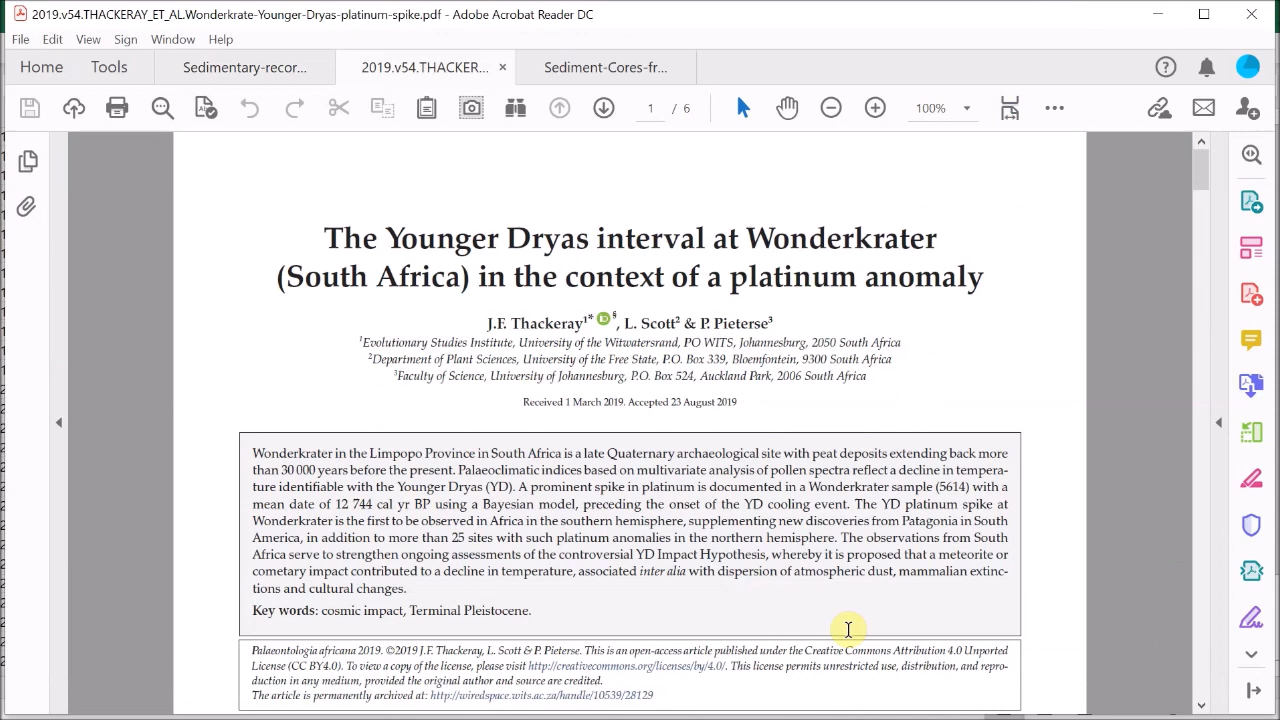 2019.v54.THACKERAY_ET_AL.Wonderkrate-Younger-Dryas-platinum-spike.pdf - Adobe Acrobat Reader DC
File Edit View Sign Window Help
Home Tools Sedimentary-recor... 2019.v54.THACKER... × Sediment-Cores-fr...
1 / 6 100%
The Younger Dryas interval at Wonderkrater
(South Africa) in the context of a platinum anomaly
J.F. Thackeray¹* iD §, L. Scott² & P. Pieterse³
¹Evolutionary Studies Institute, University of the Witwatersrand, PO WITS, Johannesburg, 2050 South Africa
²Department of Plant Sciences, University of the Free State, P.O. Box 339, Bloemfontein, 9300 South Africa
³Faculty of Science, University of Johannesburg, P.O. Box 524, Auckland Park, 2006 South Africa
Received 1 March 2019. Accepted 23 August 2019
Wonderkrater in the Limpopo Province in South Africa is a late Quaternary archaeological site with peat deposits extending back more
than 30 000 years before the present. Palaeoclimatic indices based on multivariate analysis of pollen spectra reflect a decline in tempera-
ture identifiable with the Younger Dryas (YD). A prominent spike in platinum is documented in a Wonderkrater sample (5614) with a
mean date of 12 744 cal yr BP using a Bayesian model, preceding the onset of the YD cooling event. The YD platinum spike at
Wonderkrater is the first to be observed in Africa in the southern hemisphere, supplementing new discoveries from Patagonia in South
America, in addition to more than 25 sites with such platinum anomalies in the northern hemisphere. The observations from South
Africa serve to strengthen ongoing assessments of the controversial YD Impact Hypothesis, whereby it is proposed that a meteorite or
cometary impact contributed to a decline in temperature, associated inter alia with dispersion of atmospheric dust, mammalian extinc-
tions and cultural changes.
Key words: cosmic impact, Terminal Pleistocene.
Palaeontologia africana 2019. ©2019 J.F. Thackeray, L. Scott & P. Pieterse. This is an open-access article published under the Creative Commons Attribution 4.0 Unported
License (CC BY4.0). To view a copy of the license, please visit http://creativecommons.org/licenses/by/4.0/. This license permits unrestricted use, distribution, and repro-
duction in any medium, provided the original author and source are credited.
The article is permanently archived at: http://wiredspace.wits.ac.za/handle/10539/28129